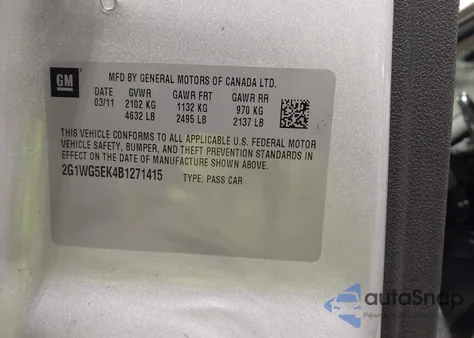 GM
MFD BY GENERAL MOTORS OF CANADA LTD.
DATE GVWR GAWR FRT GAWR RR
03/11 2102 KG 1132 KG 970 KG
4632 LB 2495 LB 2137 LB
THIS VEHICLE CONFORMS TO ALL APPLICABLE U.S. FEDERAL MOTOR
VEHICLE SAFETY, BUMPER, AND THEFT PREVENTION STANDARDS IN
EFFECT ON THE DATE OF MANUFACTURE SHOWN ABOVE.
2G1WG5EK4B1271415 TYPE: PASS CAR
autoSnap